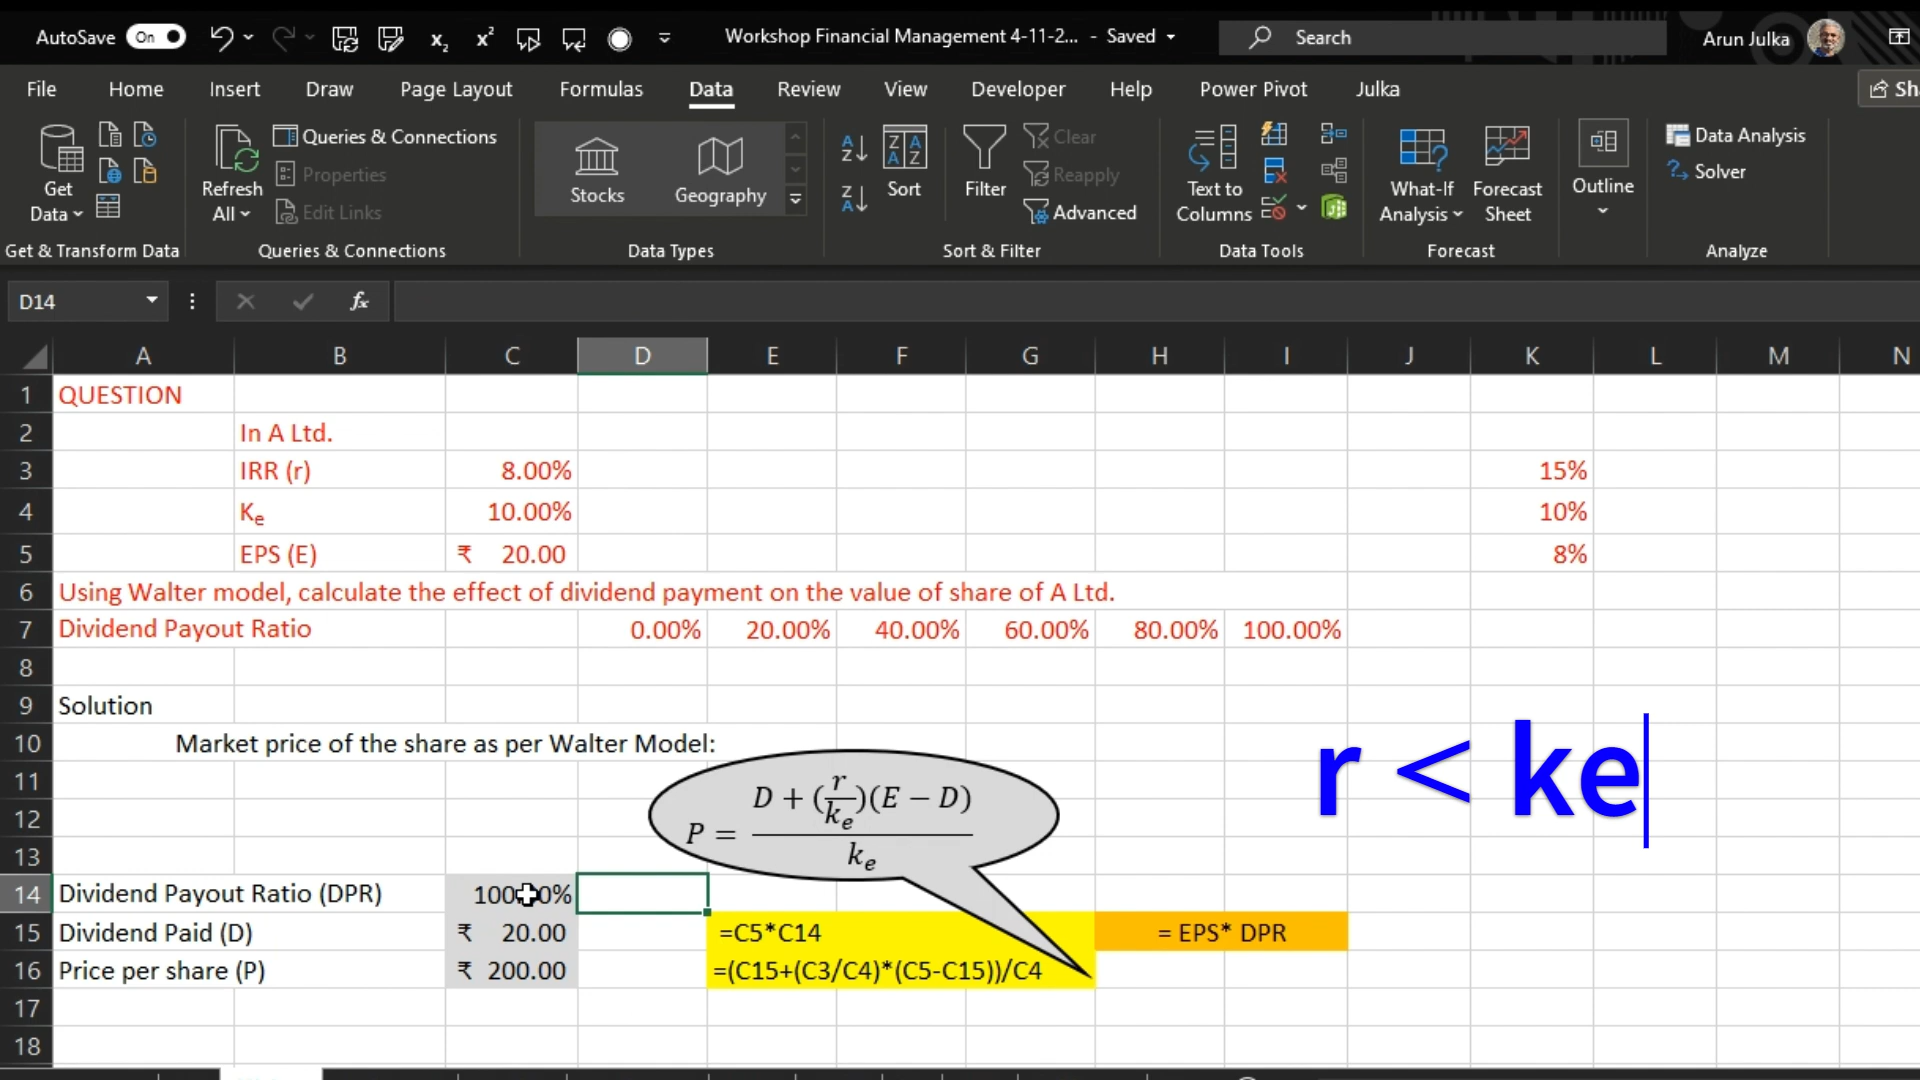 AutoSave On Workshop Financial Management 4-11-2... - Saved Search Arun Julka
File Home Insert Draw Page Layout Formulas Data Review View Developer Help Power Pivot Julka Sh
Get Data Refresh All Queries & Connections Properties Edit Links Stocks Geography Sort Filter Clear Reapply Advanced Text to Columns What-If Analysis Forecast Sheet Outline Data Analysis Solver
Get & Transform Data Queries & Connections Data Types Sort & Filter Data Tools Forecast Analyze
D14 fx
A B C D E F G H I J K L M N
1 QUESTION
2 In A Ltd.
3 IRR (r) 8.00% 15%
4 Ke 10.00% 10%
5 EPS (E) ₹ 20.00 8%
6 Using Walter model, calculate the effect of dividend payment on the value of share of A Ltd.
7 Dividend Payout Ratio 0.00% 20.00% 40.00% 60.00% 80.00% 100.00%
8
9 Solution
10 Market price of the share as per Walter Model:
r < ke
11
P = D + (r/ke)(E − D) / ke
12
13
14 Dividend Payout Ratio (DPR) 100.00%
15 Dividend Paid (D) ₹ 20.00 =C5*C14 = EPS* DPR
16 Price per share (P) ₹ 200.00 =(C15+(C3/C4)*(C5-C15))/C4
17
18